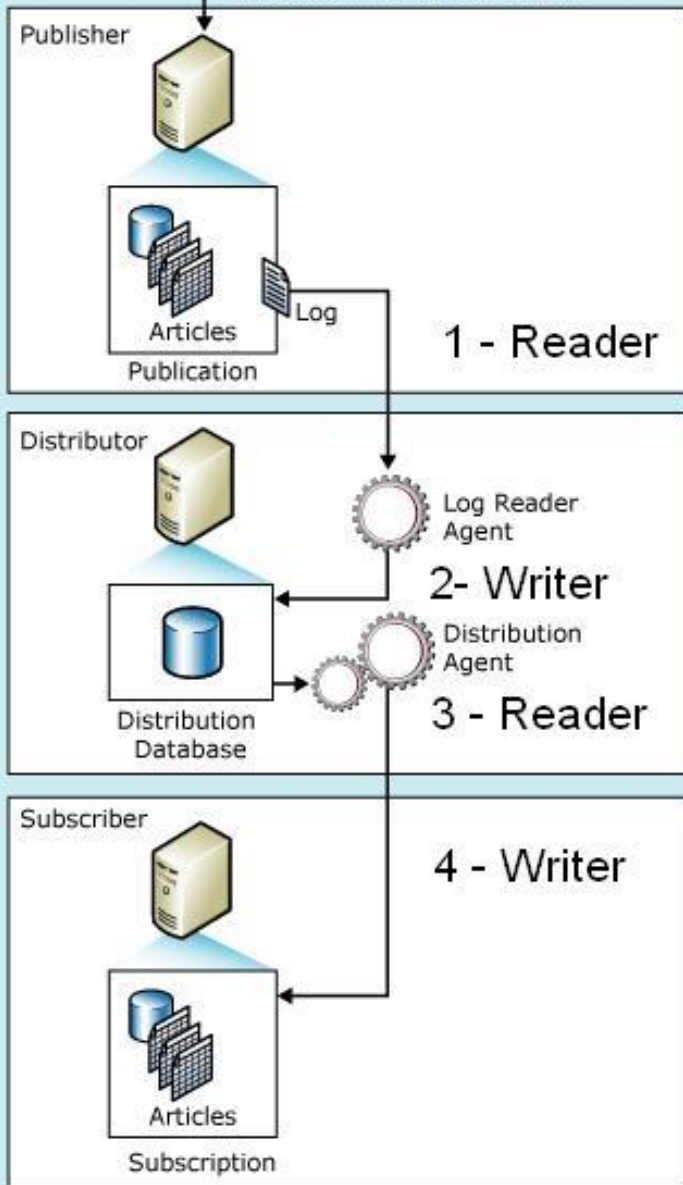 Publisher
Articles
Log
Publication
1 - Reader
Distributor
Log Reader
Agent
2- Writer
Distribution
Agent
3 - Reader
Distribution
Database
Subscriber
4 - Writer
Articles
Subscription